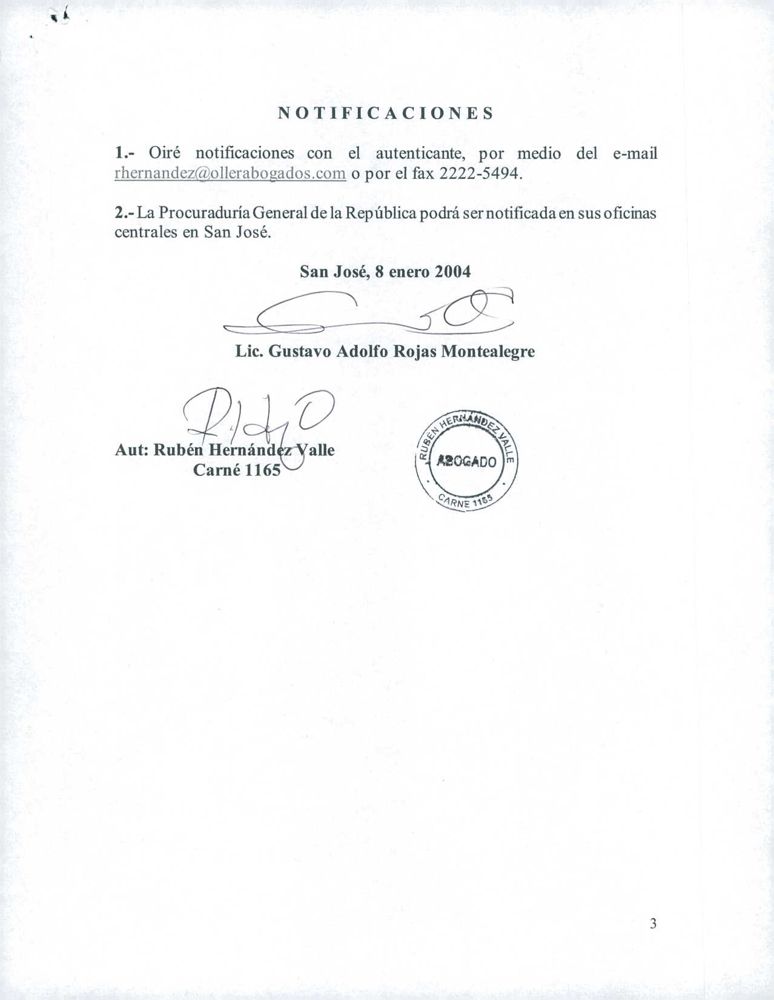 N O T I F I C A C I O N E S
1.- Oiré notificaciones con el autenticante, por medio del e-mail
rhernandez@ollerabogados.com o por el fax 2222-5494.
2.- La Procuraduría General de la República podrá ser notificada en sus oficinas
centrales en San José.
San José, 8 enero 2004
Lic. Gustavo Adolfo Rojas Montealegre
Aut: Rubén Hernández Valle
Carné 1165
RUBÉN HERNÁNDEZ VALLE
ABOGADO
CARNE 1165
3